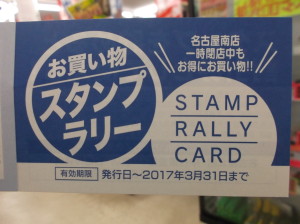 お買い物
スタンプ
ラリー
名古屋南店
一時閉店中も
お得にお買い物!!
STAMP
RALLY
CARD
有効期限 発行日～2017年3月31日まで